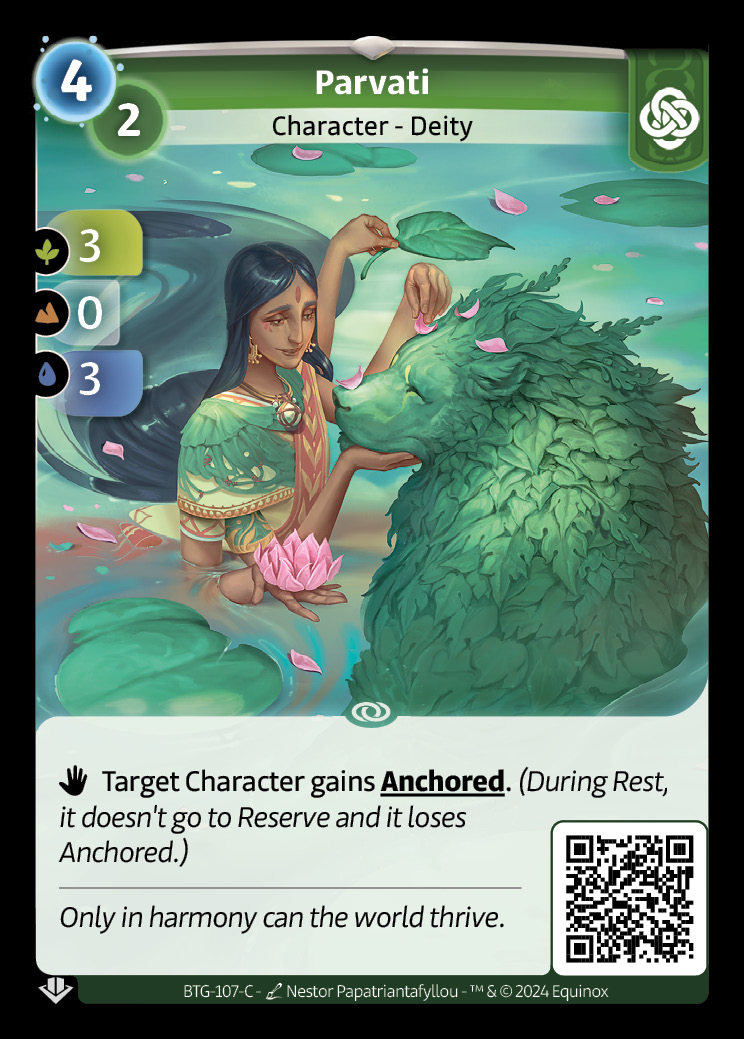 4
Parvati
2
Character - Deity
3
0
3
Target Character gains Anchored. (During Rest,
it doesn't go to Reserve and it loses
Anchored.)
Only in harmony can the world thrive.
BTG-107-C - Nestor Papatriantafyllou - ™ & © 2024 Equinox